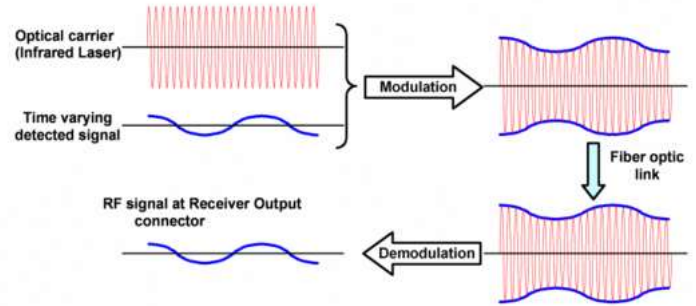 Optical carrier
(Infrared Laser)
Modulation
Time varying
detected signal
Fiber optic
link
RF signal at Receiver Output
connector
Demodulation